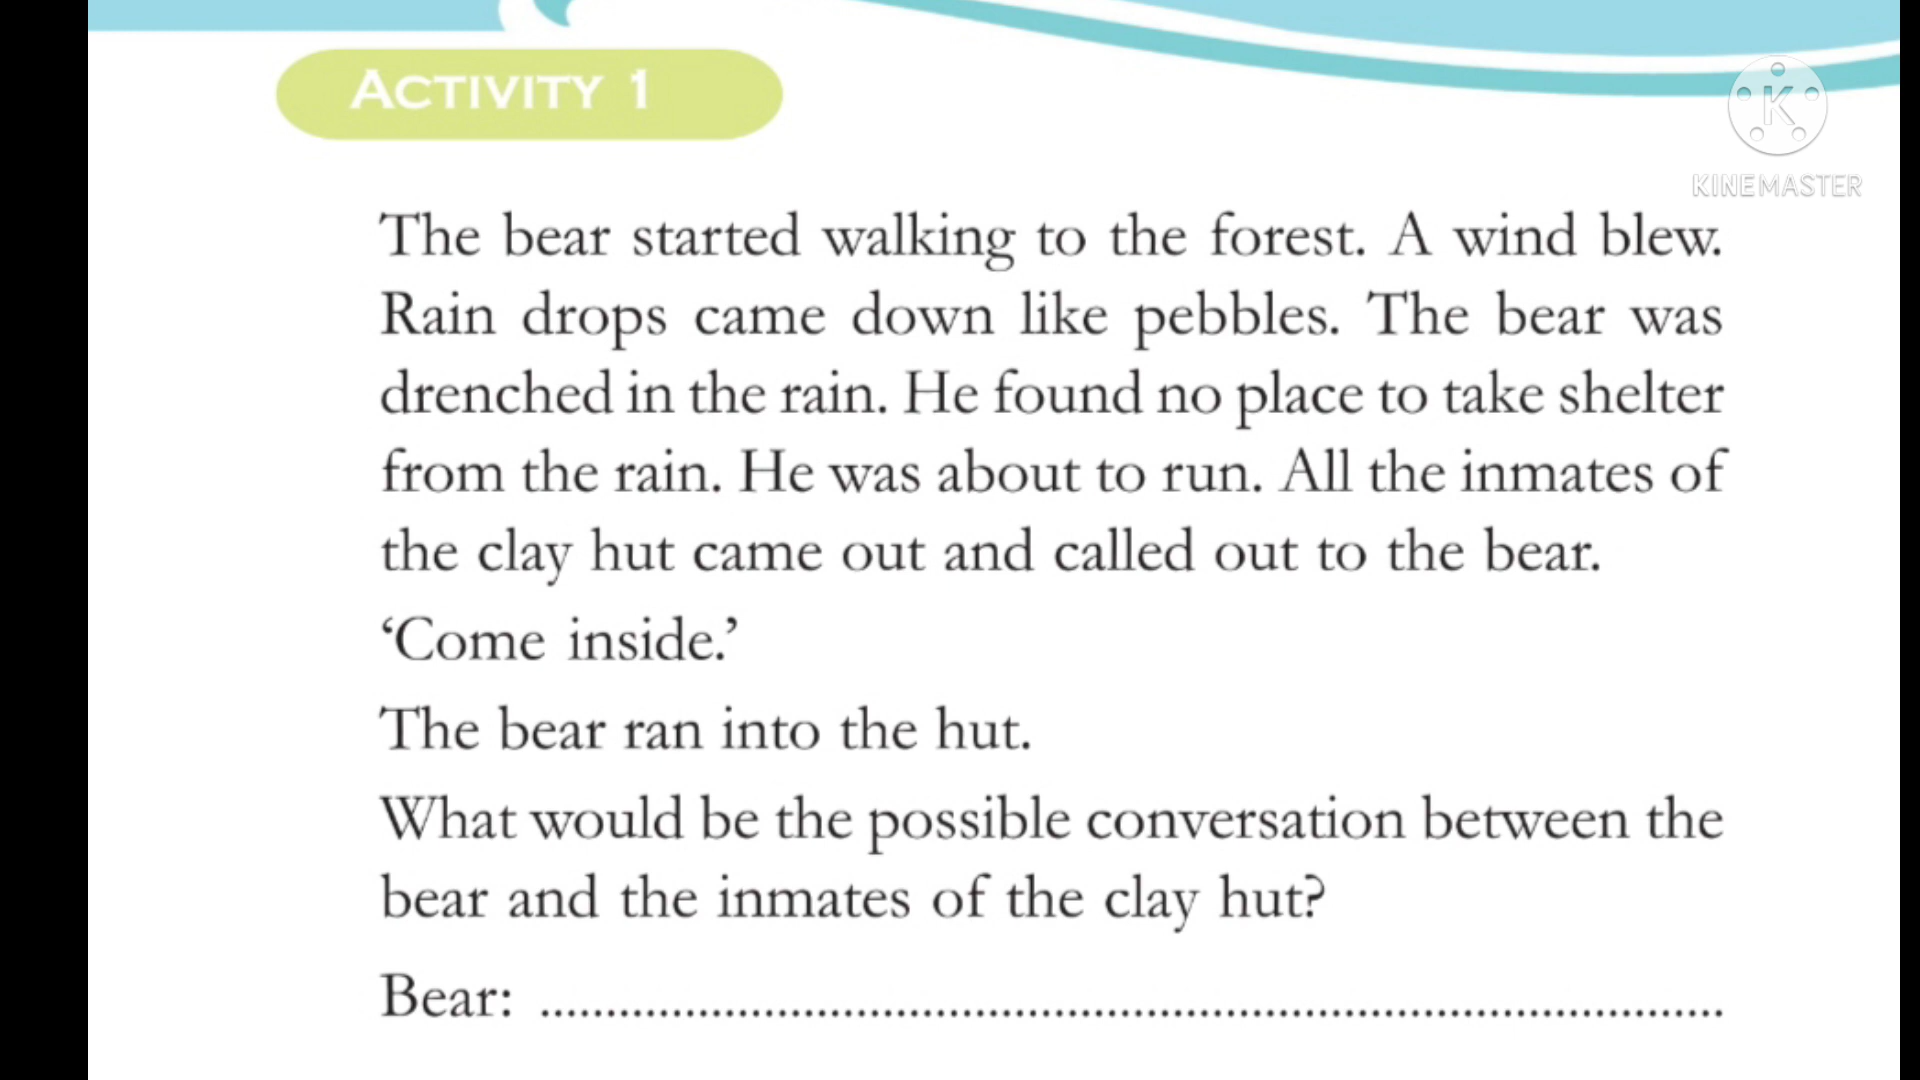 ACTIVITY 1
K
KINEMASTER
The bear started walking to the forest. A wind blew.
Rain drops came down like pebbles. The bear was
drenched in the rain. He found no place to take shelter
from the rain. He was about to run. All the inmates of
the clay hut came out and called out to the bear.
‘Come inside.’
The bear ran into the hut.
What would be the possible conversation between the
bear and the inmates of the clay hut?
Bear: ..........................................................................................